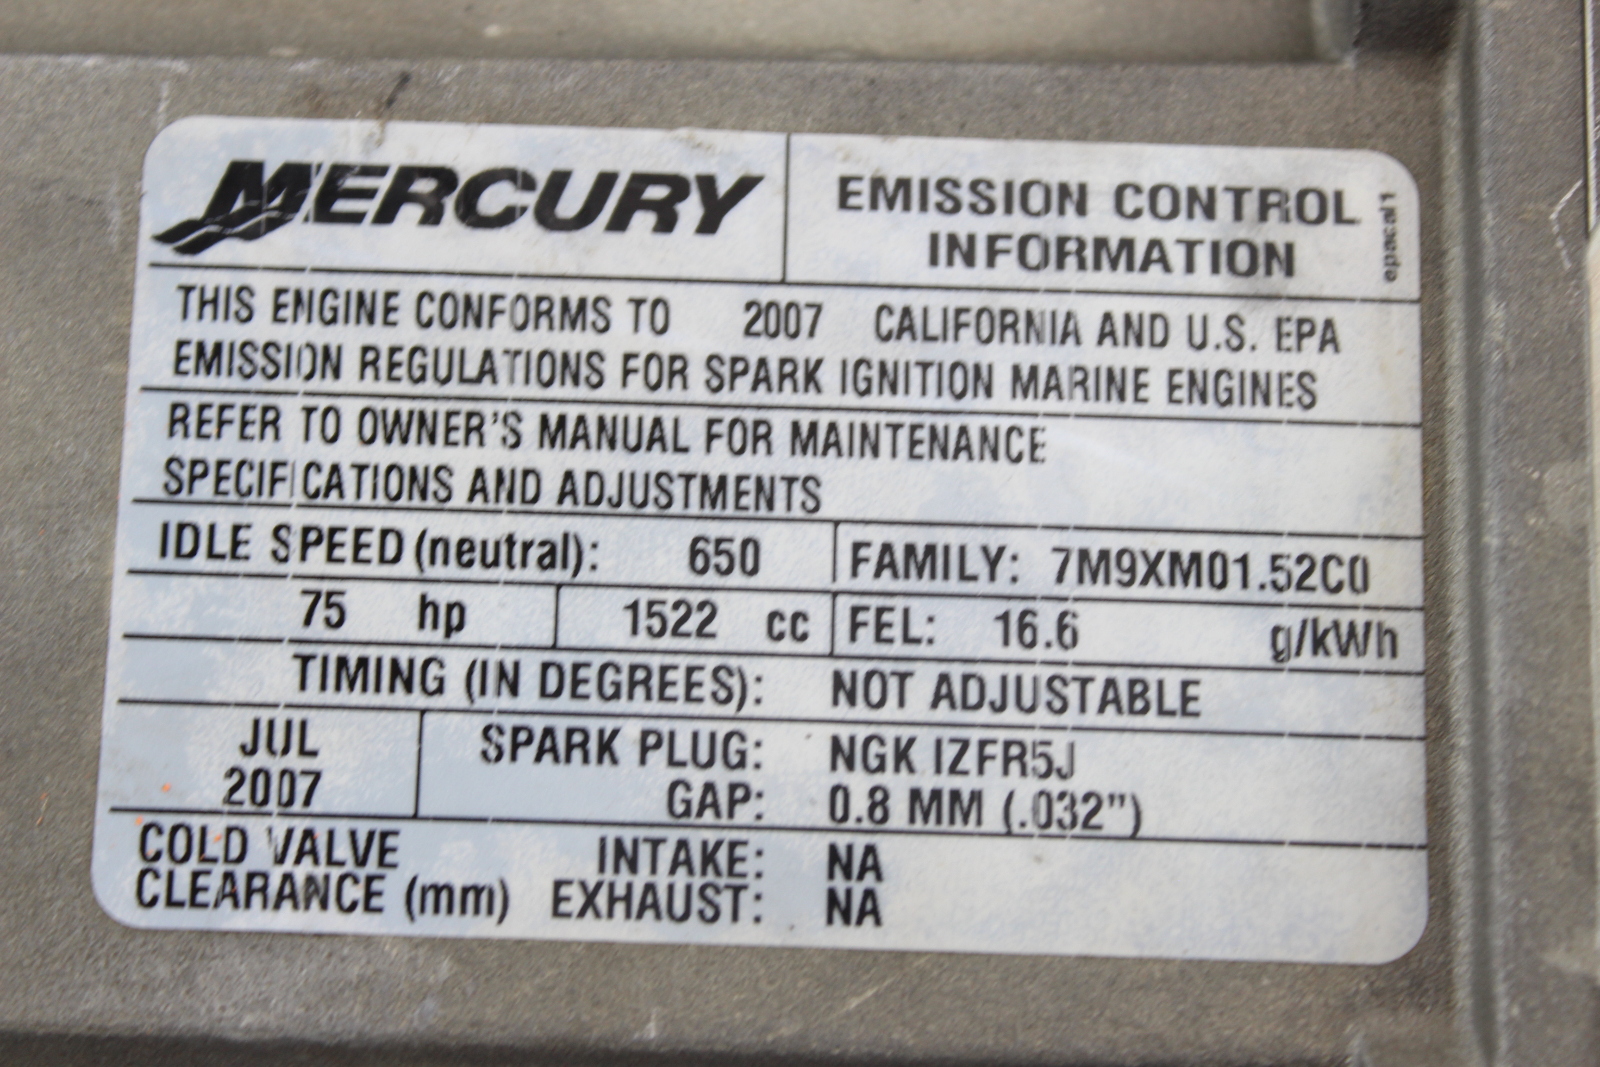 MERCURY
EMISSION CONTROL
INFORMATION
epacal1
THIS ENGINE CONFORMS TO 2007 CALIFORNIA AND U.S. EPA
EMISSION REGULATIONS FOR SPARK IGNITION MARINE ENGINES
REFER TO OWNER'S MANUAL FOR MAINTENANCE
SPECIFICATIONS AND ADJUSTMENTS
IDLE SPEED (neutral): 650
FAMILY: 7M9XM01.52C0
75 hp
1522 cc
FEL: 16.6 g/kWh
TIMING (IN DEGREES): NOT ADJUSTABLE
JUL
2007
SPARK PLUG: NGK IZFR5J
GAP: 0.8 MM (.032")
COLD VALVE
CLEARANCE (mm)
INTAKE: NA
EXHAUST: NA